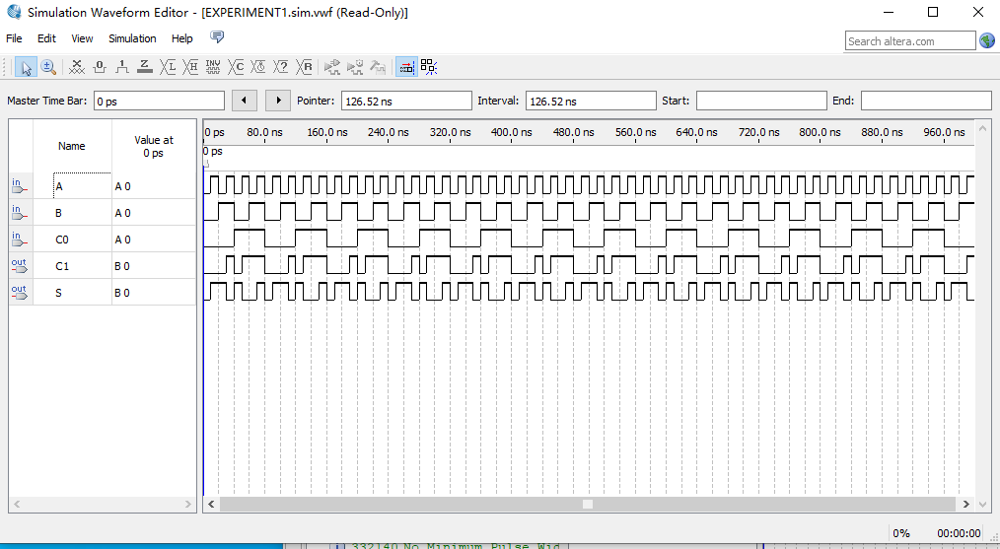 Simulation Waveform Editor - [EXPERIMENT1.sim.vwf (Read-Only)]
File Edit View Simulation Help Search altera.com
Master Time Bar: 0 ps Pointer: 126.52 ns Interval: 126.52 ns Start: End:
Name Value at 0 ps
0 ps 80.0 ns 160.0 ns 240.0 ns 320.0 ns 400.0 ns 480.0 ns 560.0 ns 640.0 ns 720.0 ns 800.0 ns 880.0 ns 960.0 ns
0 ps
in A A 0
in B A 0
in C0 A 0
out C1 B 0
out S B 0
0% 00:00:00
332140 No Minimum Pulse Wid